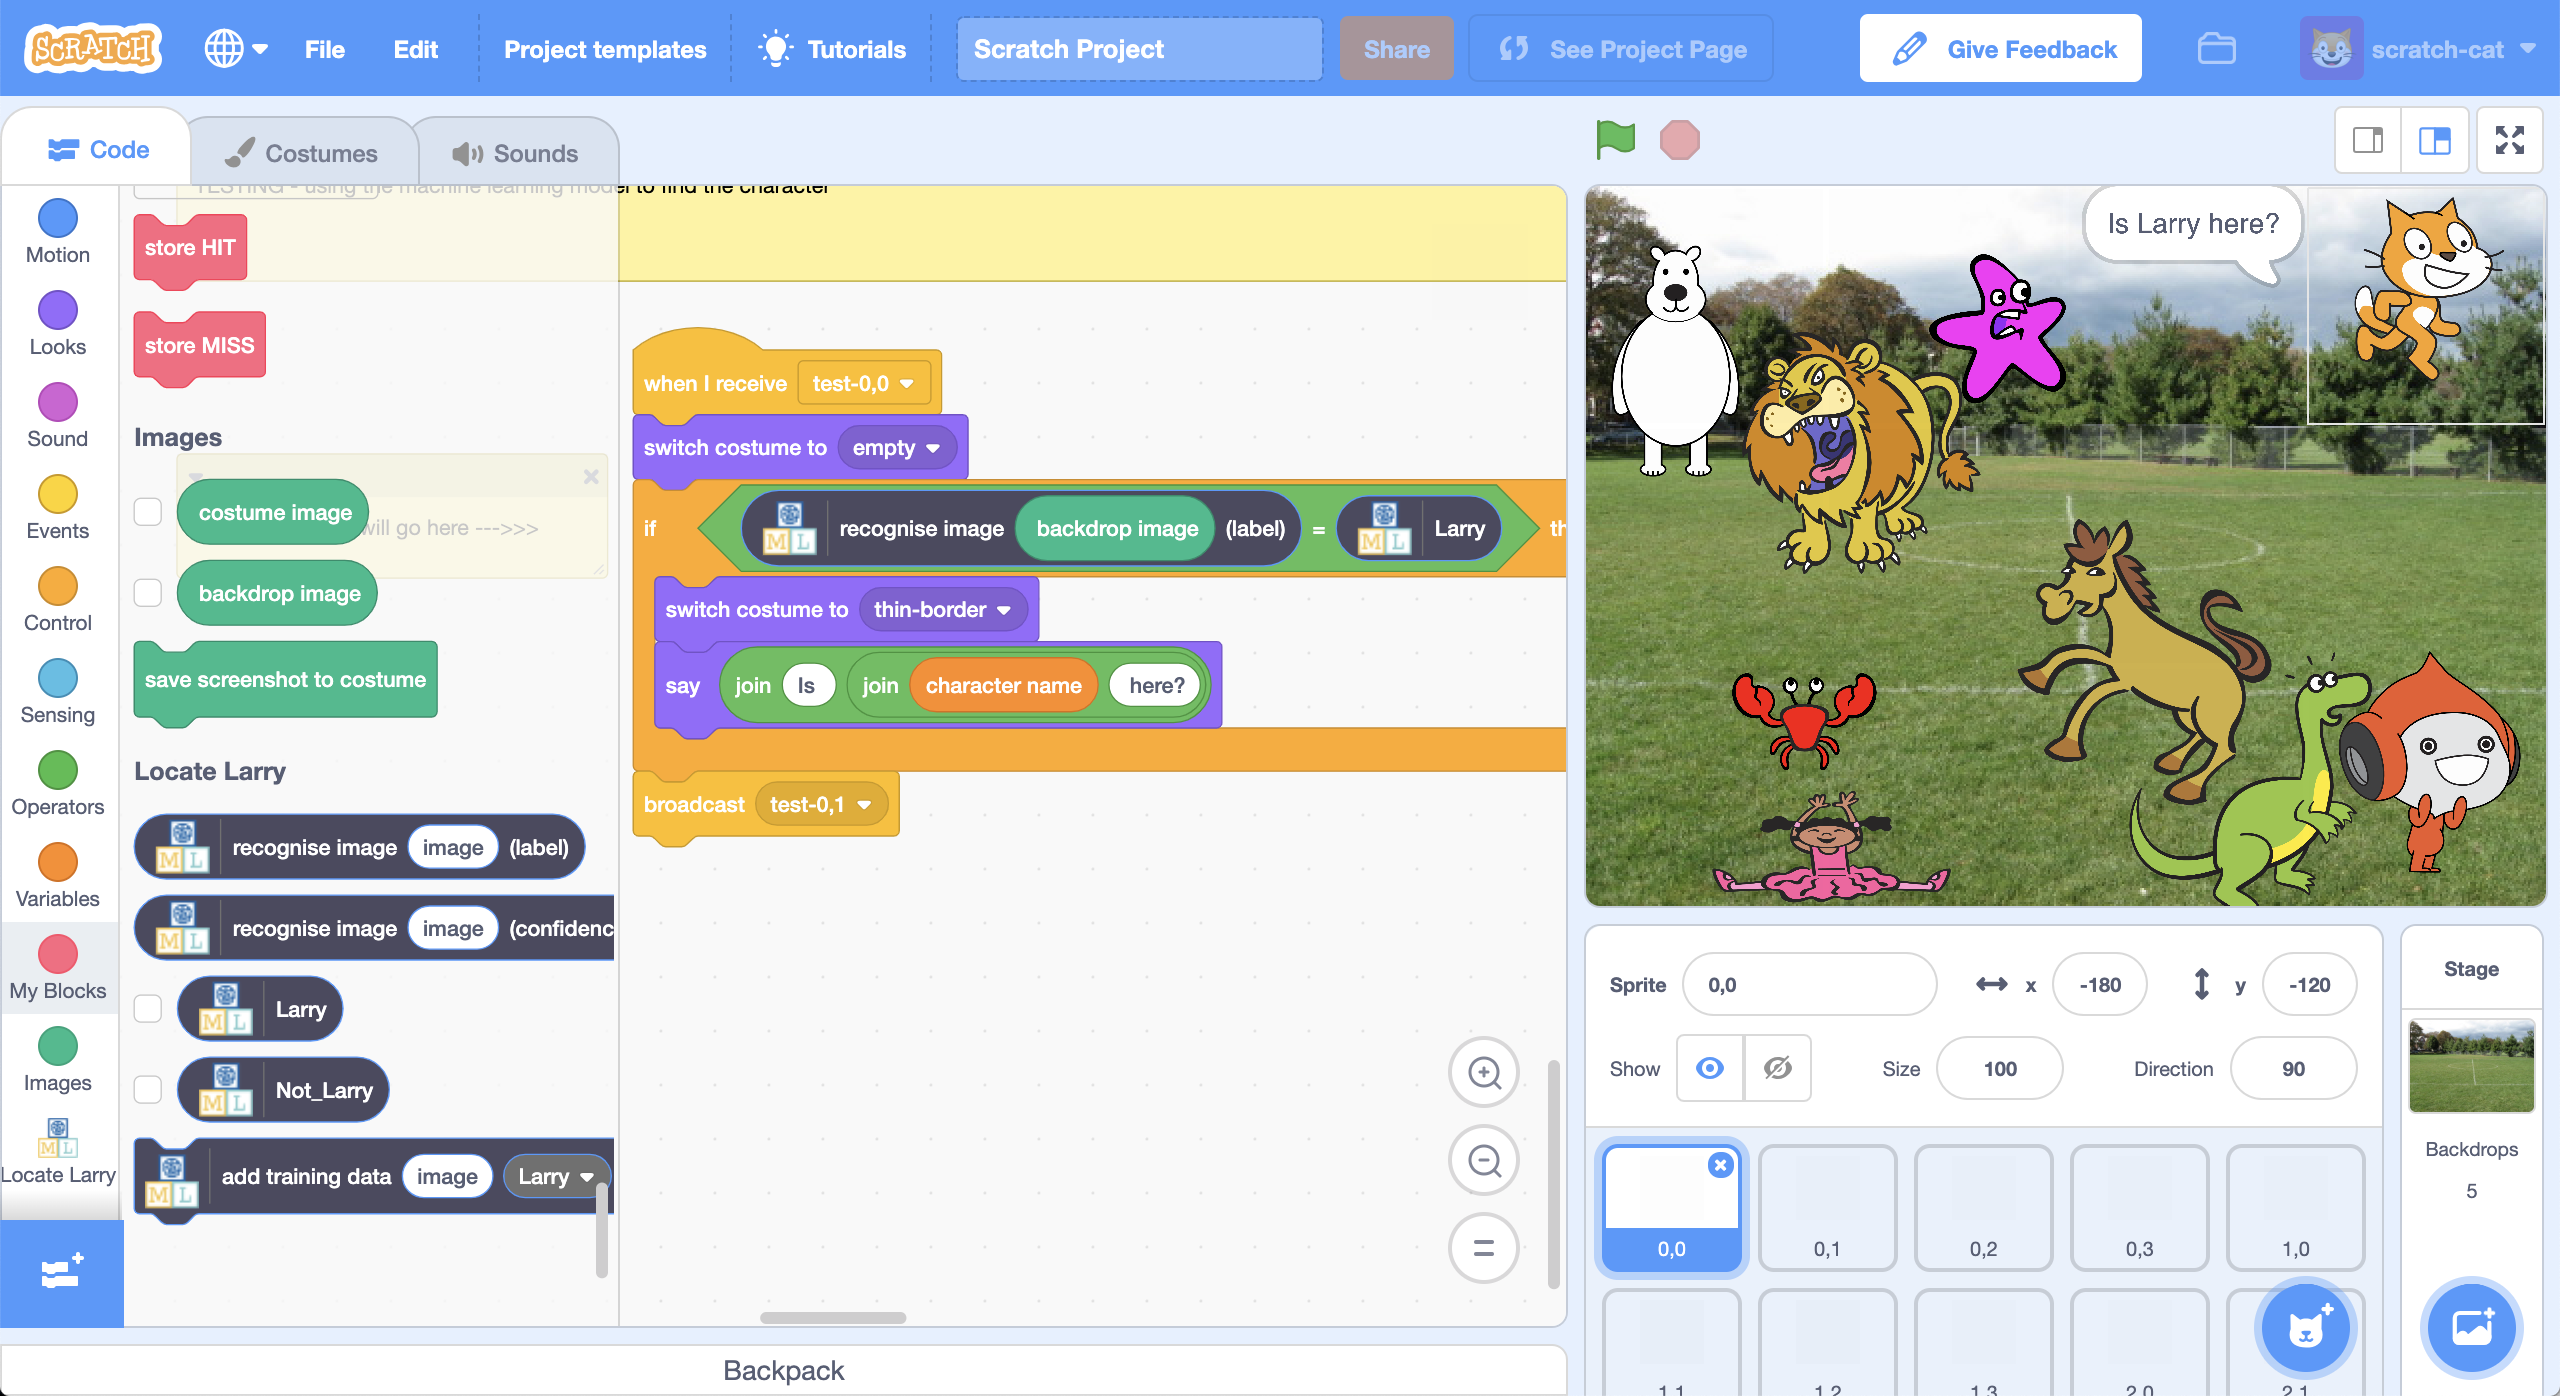 SCRATCH
File
Edit
Project templates
Tutorials
Scratch Project
Share
See Project Page
Give Feedback
scratch-cat
Code
Costumes
Sounds
Motion
Looks
Sound
Events
Control
Sensing
Operators
Variables
My Blocks
Images
M L
Locate Larry
TESTING - using the machine learning model to find the character
store HIT
store MISS
Images
costume image
will go here --->>>
backdrop image
save screenshot to costume
Locate Larry
M L recognise image image (label)
M L recognise image image (confidenc
M L Larry
M L Not_Larry
M L add training data image Larry
when I receive test-0,0
switch costume to empty
if M L recognise image backdrop image (label) = M L Larry th
switch costume to thin-border
say join Is join character name here?
broadcast test-0,1
Backpack
Is Larry here?
Sprite 0,0 x -180 y -120
Show Size 100 Direction 90
0,0
0,1
0,2
0,3
1,0
1,1
1,2
1,3
2,0
2,1
Stage
Backdrops
5